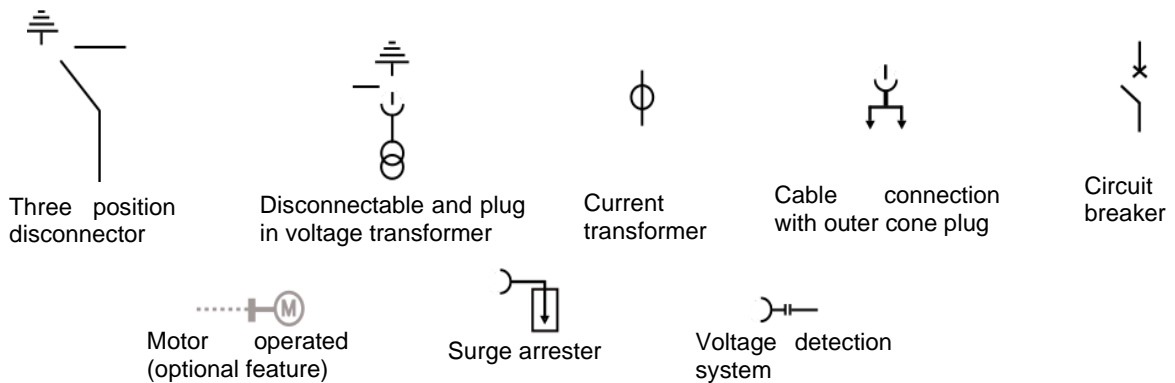 Three position
disconnector
Disconnectable and plug
in voltage transformer
Current
transformer
Cable connection
with outer cone plug
Circuit
breaker
M
Motor operated
(optional feature)
Surge arrester
Voltage detection
system